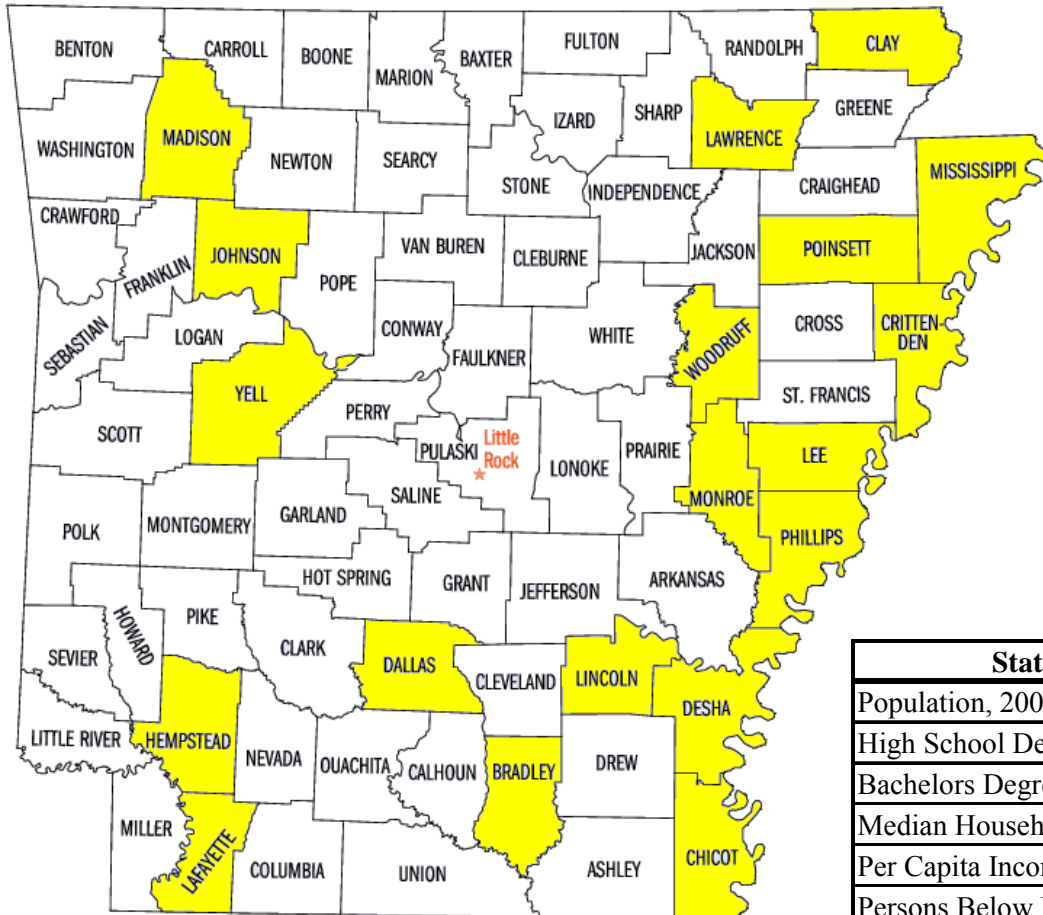 BENTON
CARROLL
BOONE
MARION
BAXTER
FULTON
RANDOLPH
CLAY
IZARD
SHARP
LAWRENCE
GREENE
WASHINGTON
MADISON
NEWTON
SEARCY
STONE
INDEPENDENCE
CRAIGHEAD
MISSISSIPPI
CRAWFORD
FRANKLIN
JOHNSON
POPE
VAN BUREN
CLEBURNE
JACKSON
POINSETT
SEBASTIAN
LOGAN
CONWAY
FAULKNER
WHITE
WOODRUFF
CROSS
CRITTEN-
DEN
ST. FRANCIS
YELL
SCOTT
PERRY
PULASKI
Little
Rock
LONOKE
PRAIRIE
LEE
SALINE
MONROE
POLK
MONTGOMERY
GARLAND
PHILLIPS
HOT SPRING
GRANT
JEFFERSON
ARKANSAS
SEVIER
HOWARD
PIKE
CLARK
DALLAS
CLEVELAND
LINCOLN
DESHA
LITTLE RIVER
HEMPSTEAD
NEVADA
OUACHITA
CALHOUN
BRADLEY
DREW
MILLER
LAFAYETTE
COLUMBIA
UNION
ASHLEY
CHICOT
Stat
Population, 200
High School De
Bachelors Degr
Median Househ
Per Capita Incor
Persons Below